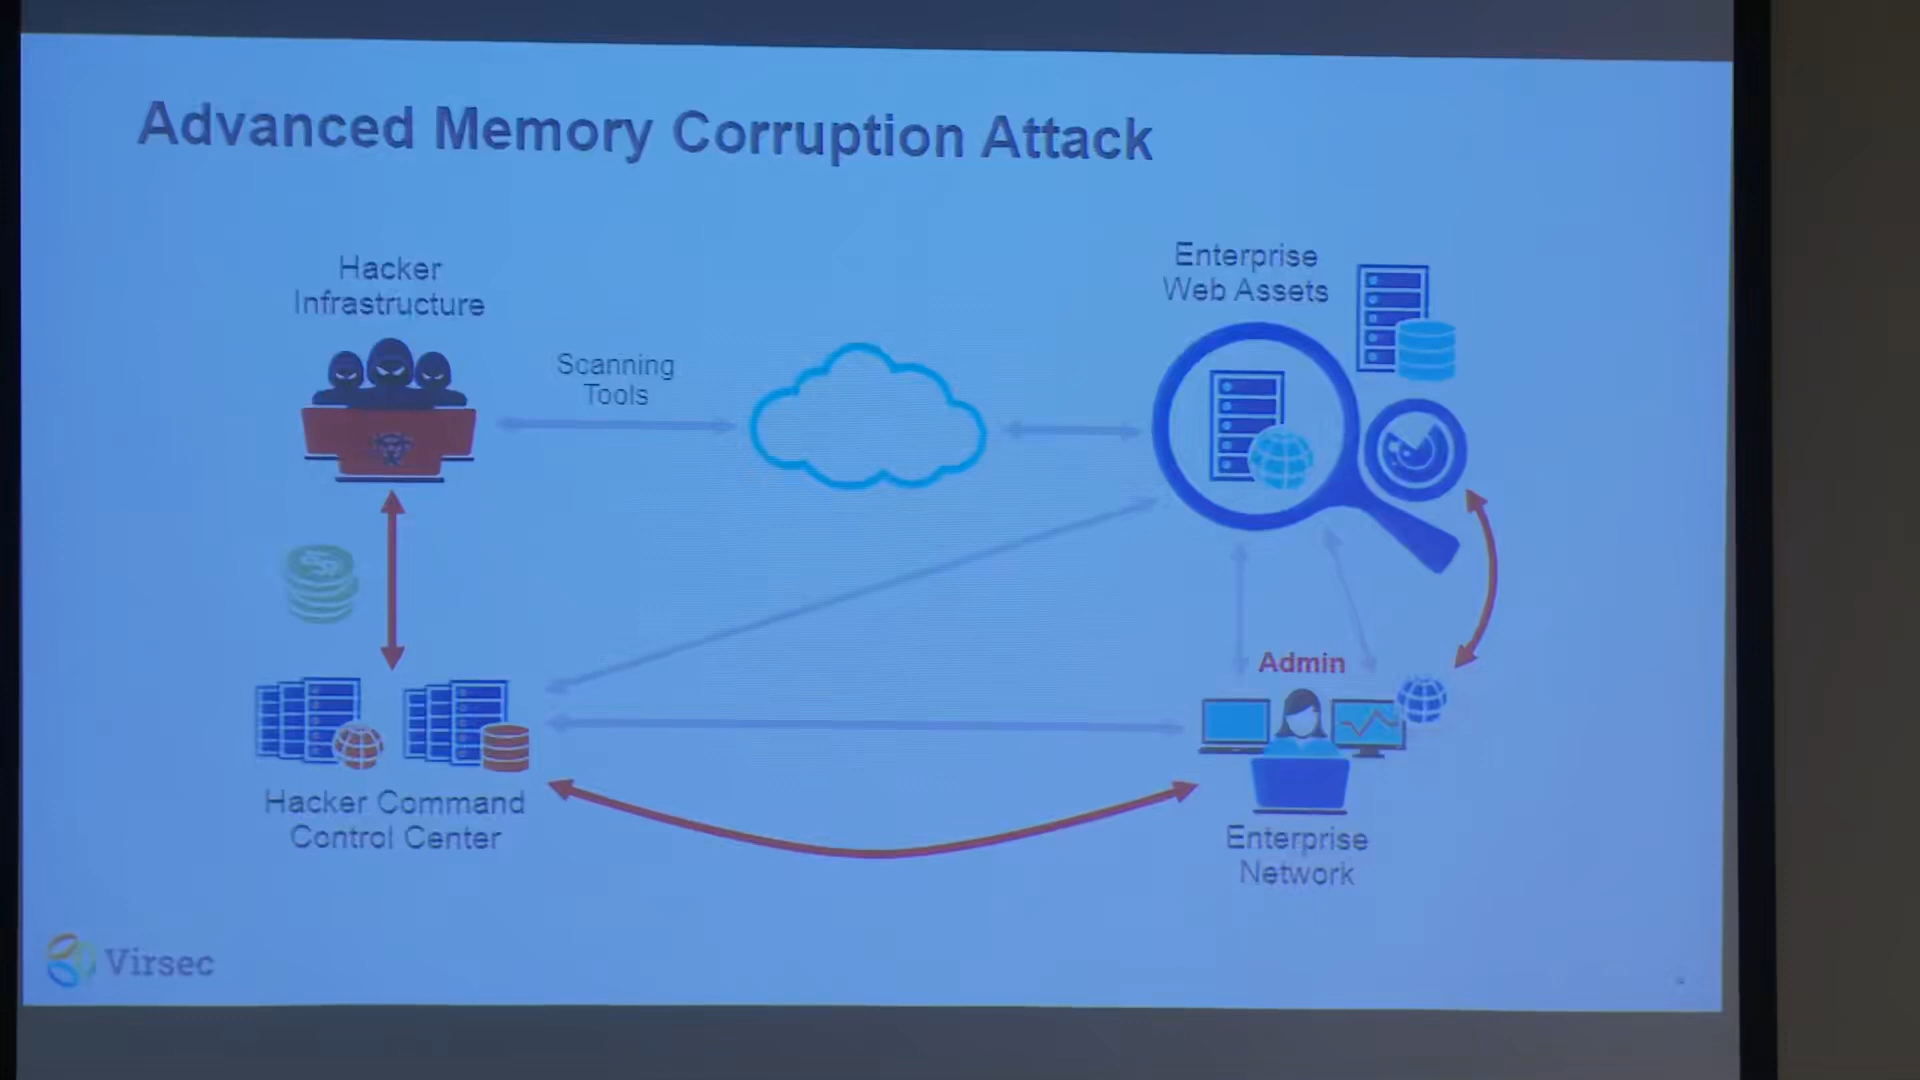 Advanced Memory Corruption Attack
Hacker
Infrastructure
Scanning
Tools
Enterprise
Web Assets
Admin
Hacker Command
Control Center
Enterprise
Network
Virsec